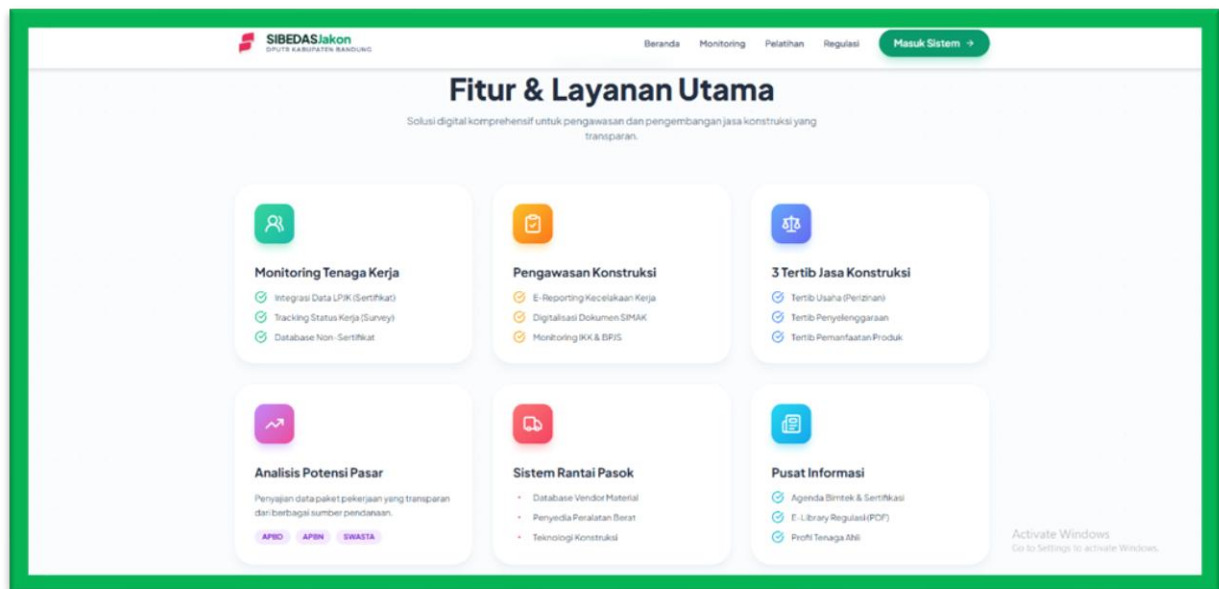 SIBEDASJakon
DPUTR KABUPATEN BANDUNG
Beranda Monitoring Pelatihan Regulasi Masuk Sistem →
Fitur & Layanan Utama
Solusi digital komprehensif untuk pengawasan dan pengembangan jasa konstruksi yang
transparan.
Monitoring Tenaga Kerja
Integrasi Data LPJK (Sertifikat)
Tracking Status Kerja (Survey)
Database Non-Sertifikat
Pengawasan Konstruksi
E-Reporting Kecelakaan Kerja
Digitalisasi Dokumen SIMAK
Monitoring IKK & BPJS
3 Tertib Jasa Konstruksi
Tertib Usaha (Perizinan)
Tertib Penyelenggaraan
Tertib Pemanfaatan Produk
Analisis Potensi Pasar
Penyajian data paket pekerjaan yang transparan
dari berbagai sumber pendanaan.
APBD APBN SWASTA
Sistem Rantai Pasok
Database Vendor Material
Penyedia Peralatan Berat
Teknologi Konstruksi
Pusat Informasi
Agenda Bimtek & Sertifikasi
E-Library Regulasi (PDF)
Profil Tenaga Ahli
Activate Windows
Go to Settings to activate Windows.